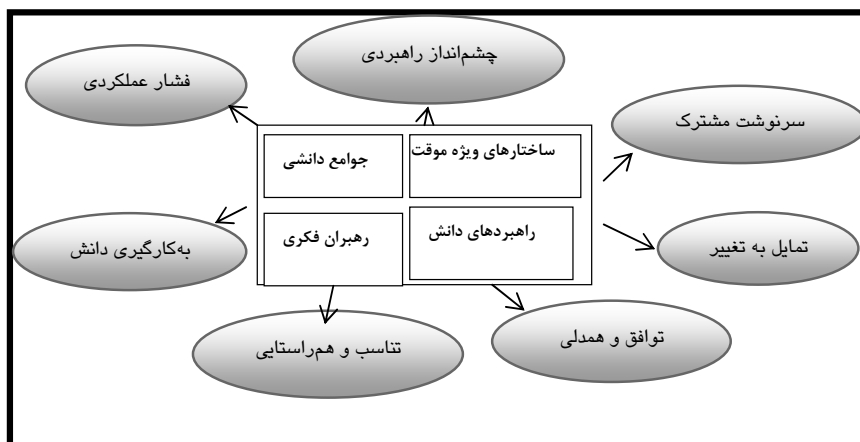 چشم‌انداز راهبردی
فشار عملکردی
سرنوشت مشترک
ساختارهای ویژه موقت
جوامع دانشی
راهبردهای دانش
رهبران فکری
به‌کارگیری دانش
تمایل به تغییر
توافق و همدلی
تناسب و هم‌راستایی